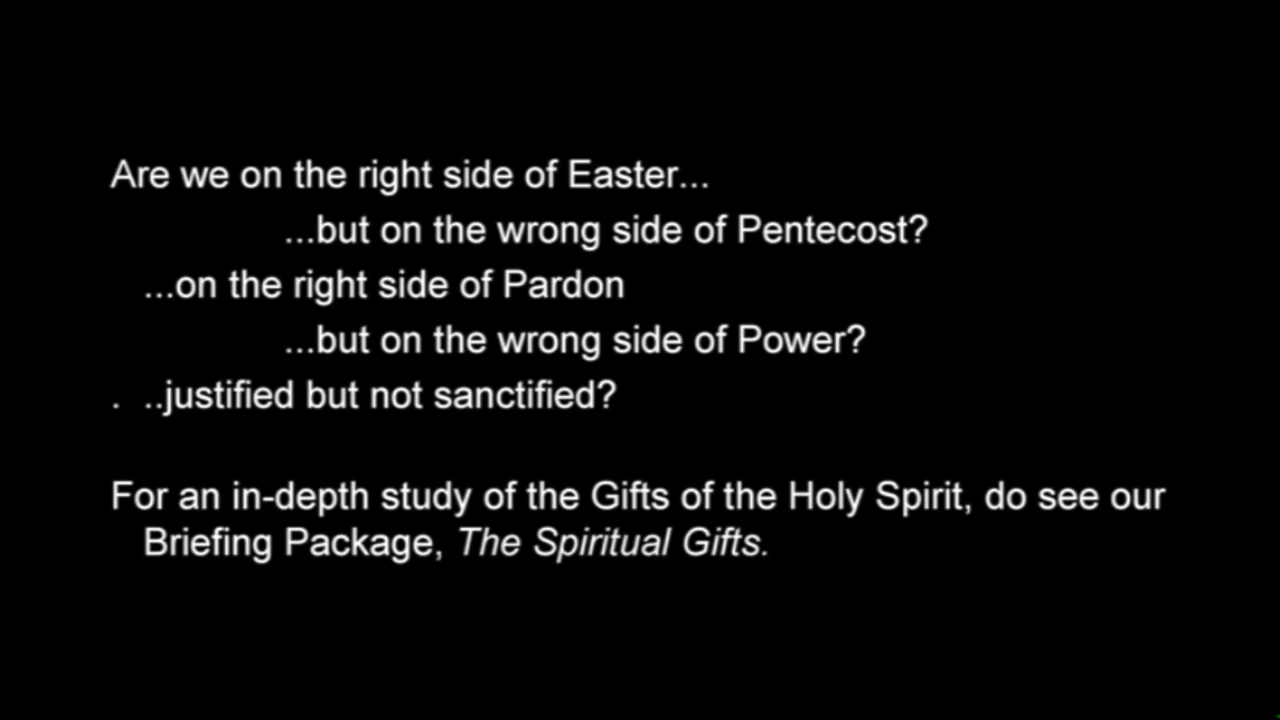 Are we on the right side of Easter...
...but on the wrong side of Pentecost?
...on the right side of Pardon
...but on the wrong side of Power?
. ..justified but not sanctified?
For an in-depth study of the Gifts of the Holy Spirit, do see our
Briefing Package, The Spiritual Gifts.